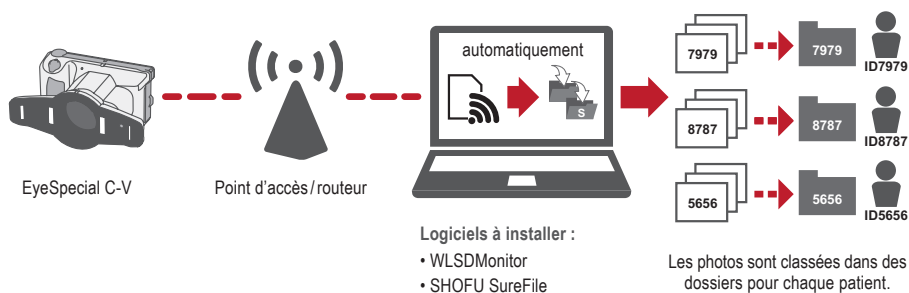 EyeSpecial C-V
Point d’accès / routeur
automatiquement
S
Logiciels à installer :
• WLSDMonitor
• SHOFU SureFile
7979
7979
ID7979
8787
8787
ID8787
5656
5656
ID5656
Les photos sont classées dans des
dossiers pour chaque patient.